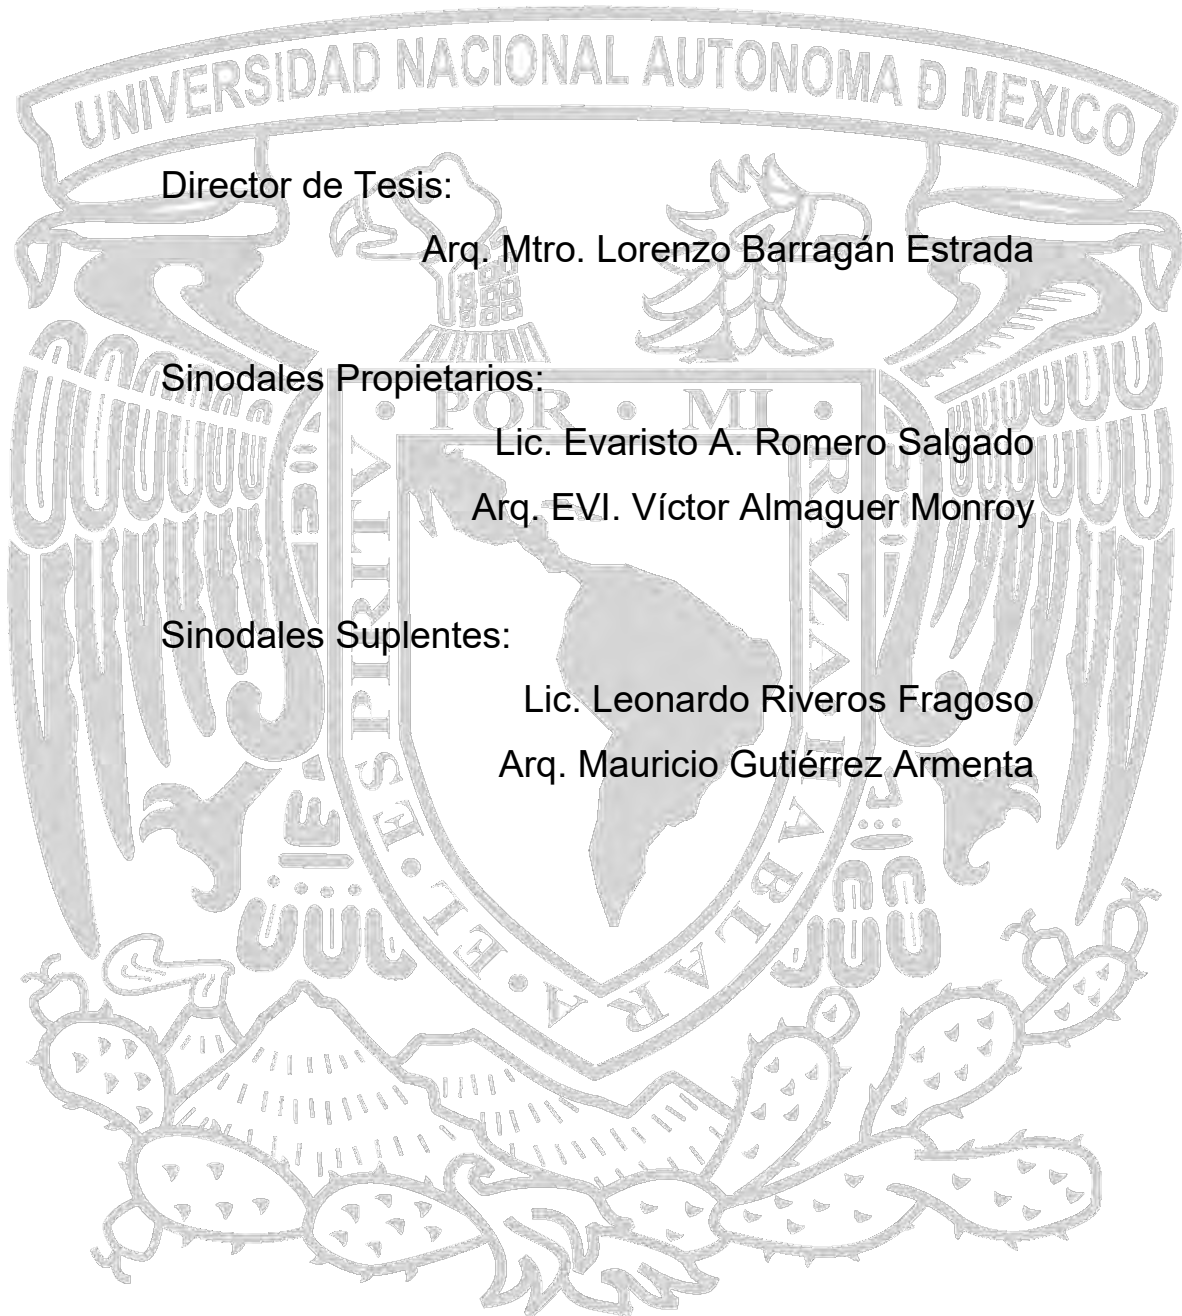 UNIVERSIDAD NACIONAL AUTONOMA Đ MEXICO
Director de Tesis:
Arq. Mtro. Lorenzo Barragán Estrada
Sinodales Propietarios:
POR · MI · RAZA · HABLARA · EL · ESPIRITV
Lic. Evaristo A. Romero Salgado
Arq. EVI. Víctor Almaguer Monroy
Sinodales Suplentes:
Lic. Leonardo Riveros Fragoso
Arq. Mauricio Gutiérrez Armenta